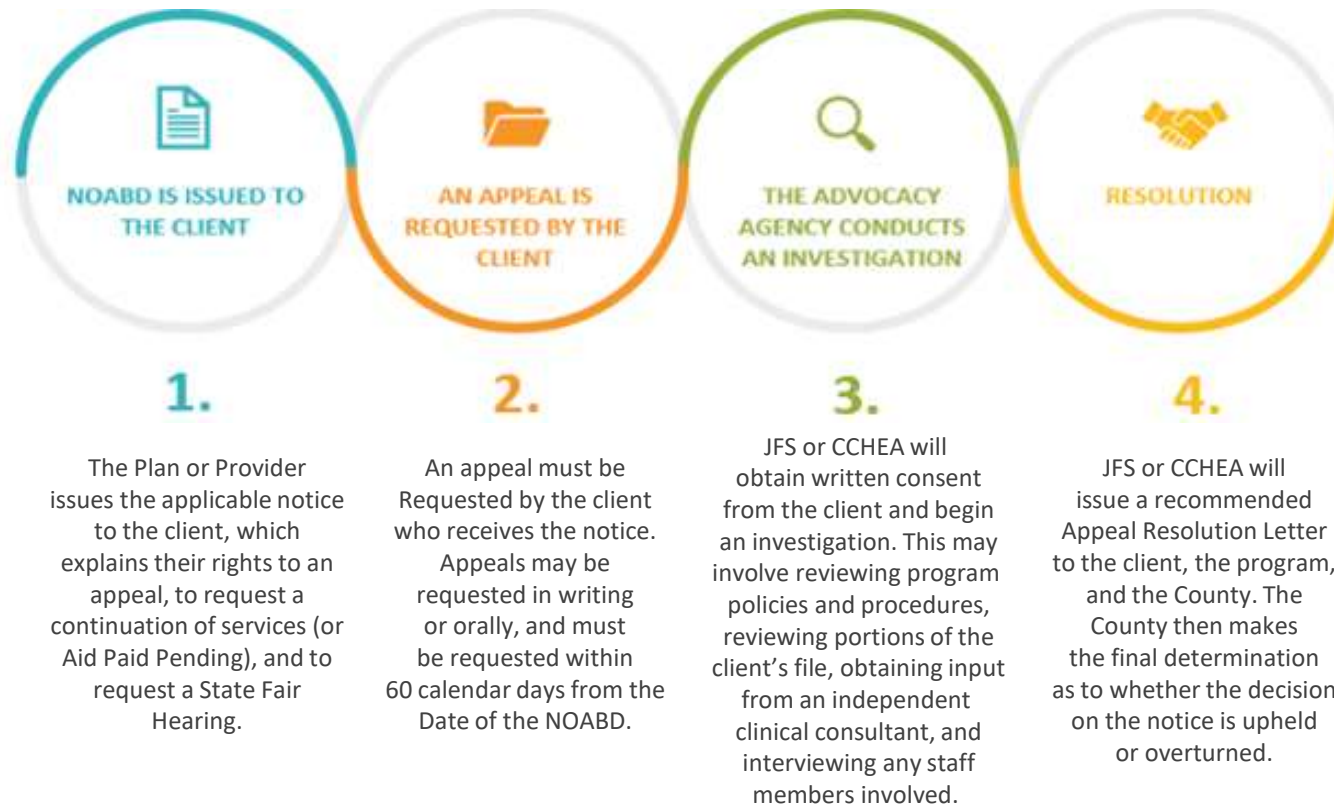 NOABD IS ISSUED TO
THE CLIENT
1.
The Plan or Provider
issues the applicable notice
to the client, which
explains their rights to an
appeal, to request a
continuation of services (or
Aid Paid Pending), and to
request a State Fair
Hearing.
AN APPEAL IS
REQUESTED BY THE
CLIENT
2.
An appeal must be
Requested by the client
who receives the notice.
Appeals may be
requested in writing
or orally, and must
be requested within
60 calendar days from the
Date of the NOABD.
THE ADVOCACY
AGENCY CONDUCTS
AN INVESTIGATION
3.
JFS or CCHEA will
obtain written consent
from the client and begin
an investigation. This may
involve reviewing program
policies and procedures,
reviewing portions of the
client’s file, obtaining input
from an independent
clinical consultant, and
interviewing any staff
members involved.
RESOLUTION
4.
JFS or CCHEA will
issue a recommended
Appeal Resolution Letter
to the client, the program,
and the County. The
County then makes
the final determination
as to whether the decision
on the notice is upheld
or overturned.